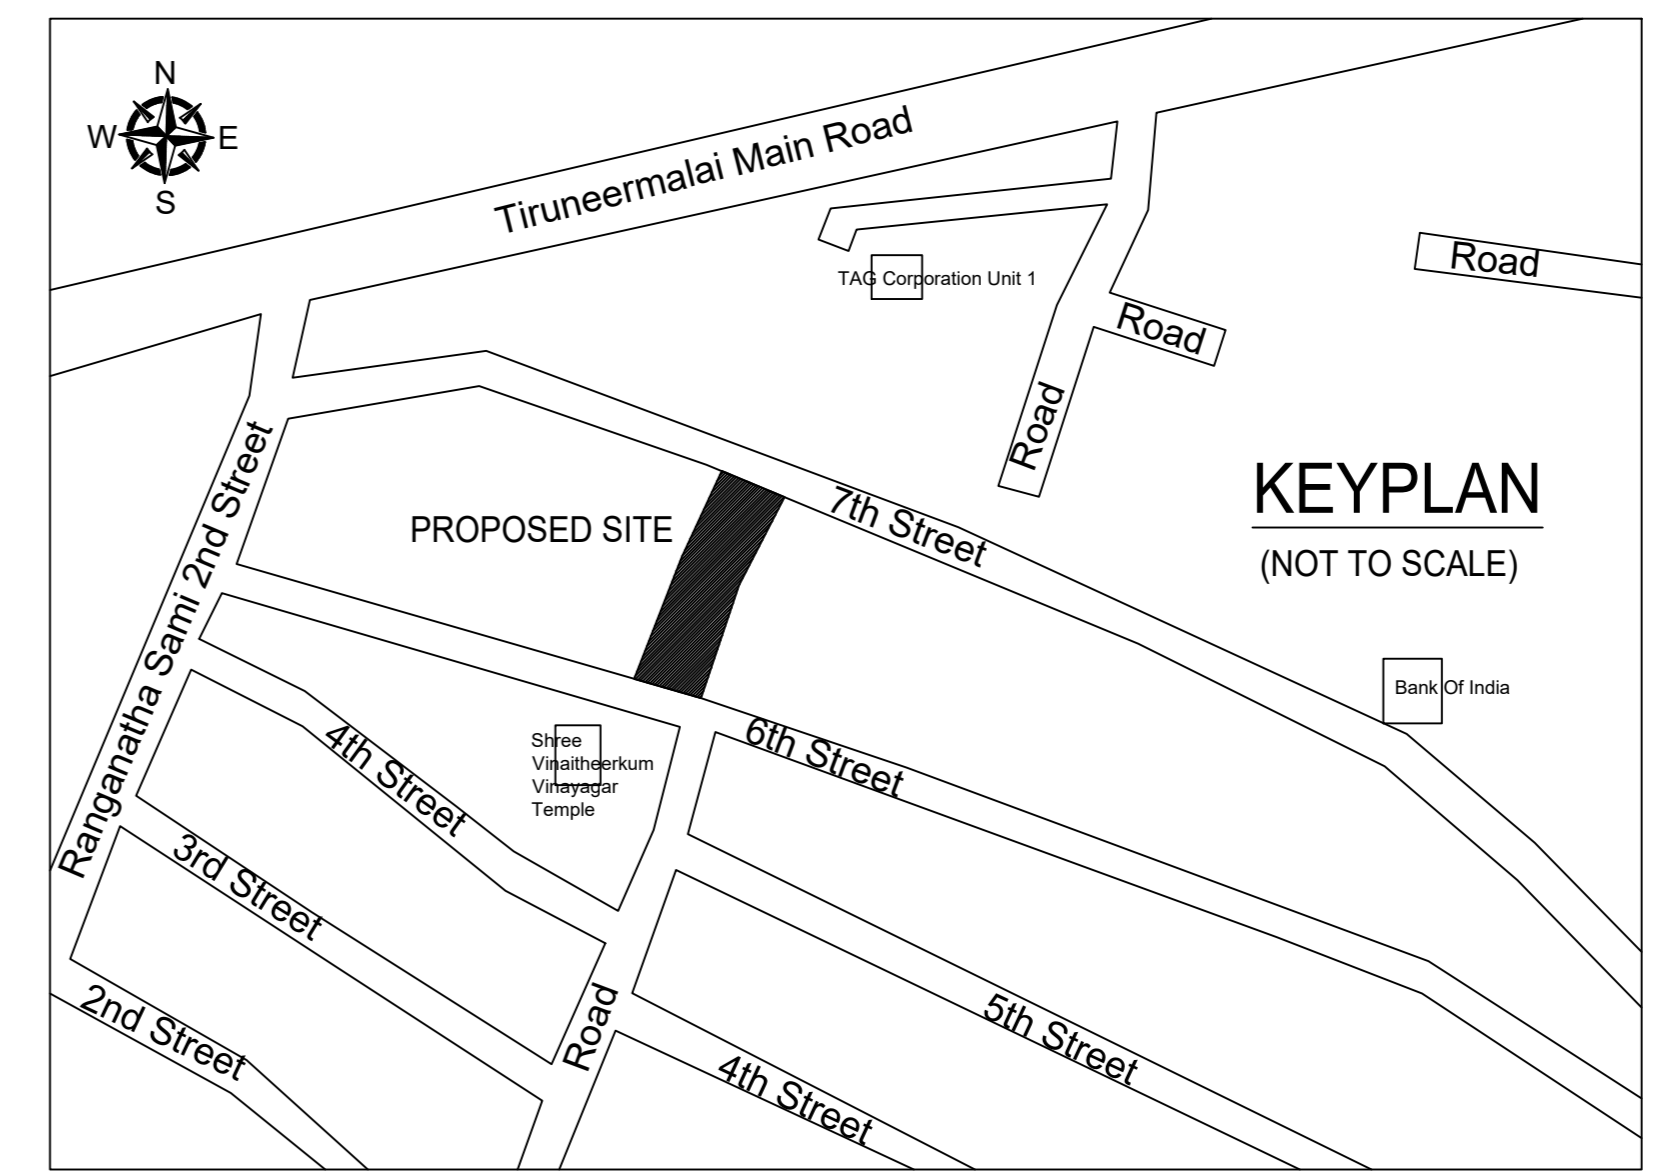 N
W E
S
Tiruneermalai Main Road
TAG Corporation Unit 1
Road
Road
Road
Ranganatha Sami 2nd Street
PROPOSED SITE
7th Street
KEYPLAN
(NOT TO SCALE)
Bank Of India
6th Street
Shree
Vinaitheerkum
Vinayagar
Temple
4th Street
3rd Street
2nd Street
Road
5th Street
4th Street